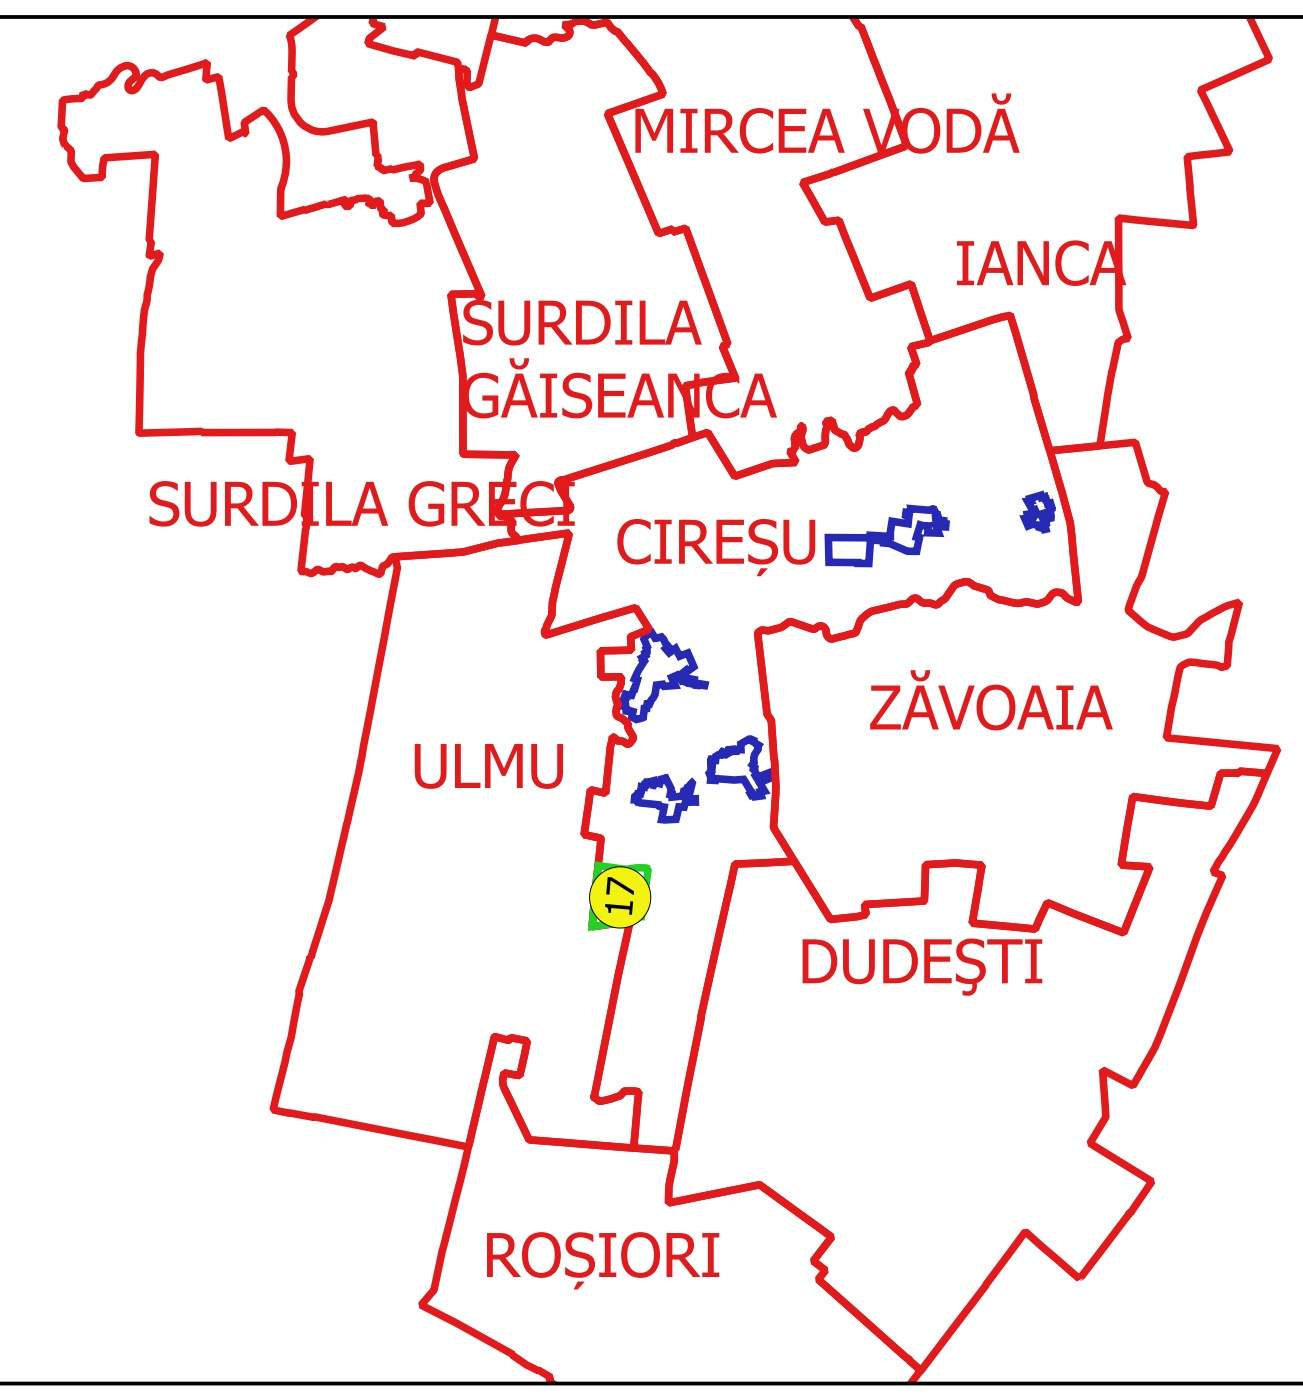 MIRCEA VODĂ
IANCA
SURDILA
GĂISEANCA
SURDILA GRECI
CIREȘU
ZĂVOAIA
ULMU
17
DUDEŞTI
ROȘIORI